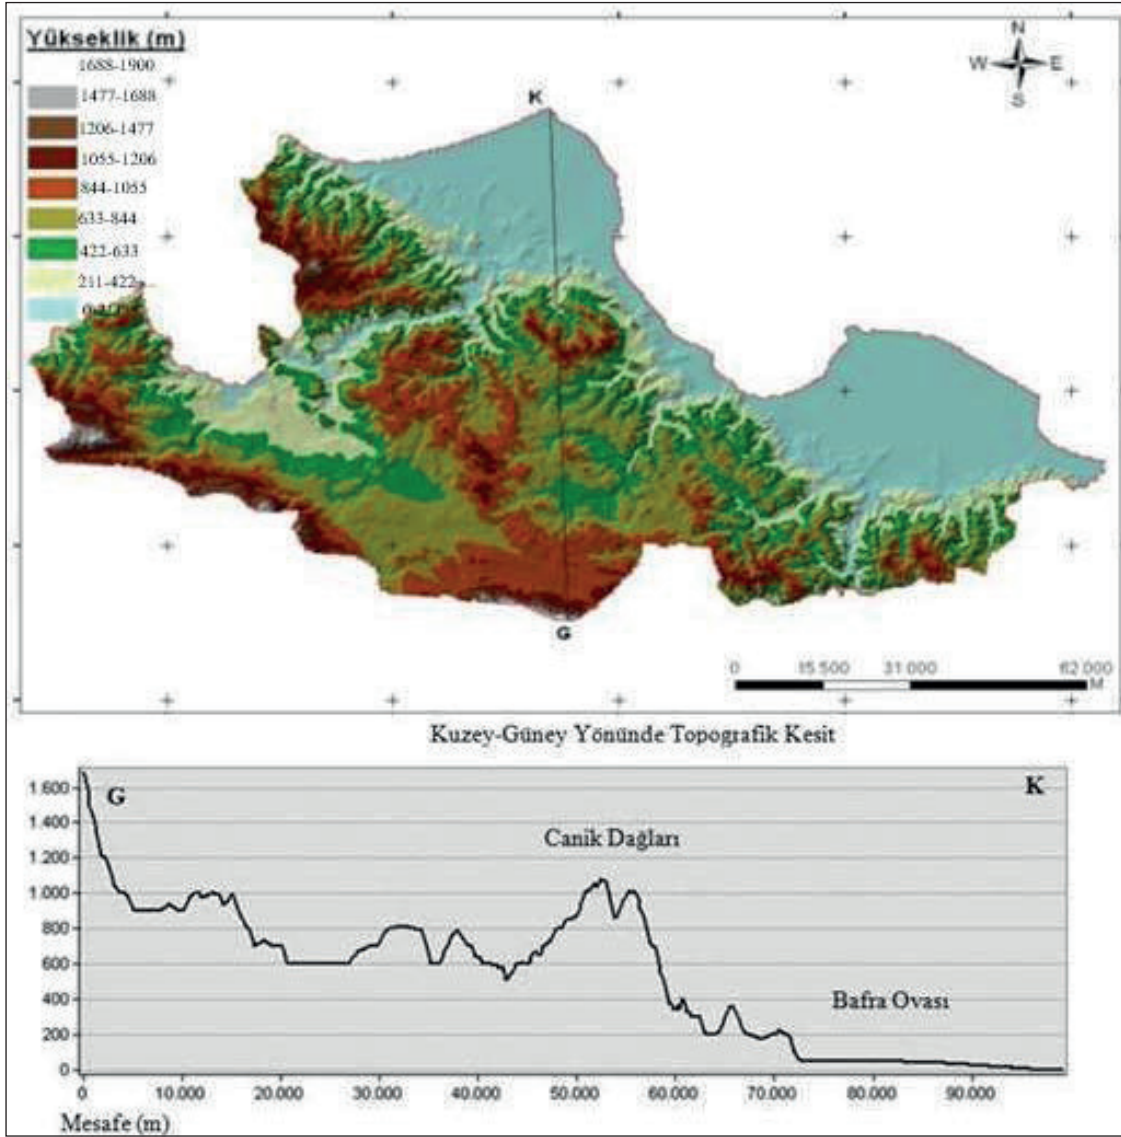 Yükseklik (m)
1688-1900
1477-1688
1206-1477
1055-1206
844-1055
633-844
422-633
211-422
N
W E
S
K
G
0 15 500 31 000 62 000
M
Kuzey-Güney Yönünde Topografik Kesit
1.600
1.400
1.200
1.000
800
600
400
200
0
G
K
Canik Dağları
Bafra Ovası
0 10.000 20.000 30.000 40.000 50.000 60.000 70.000 80.000 90.000
Mesafe (m)